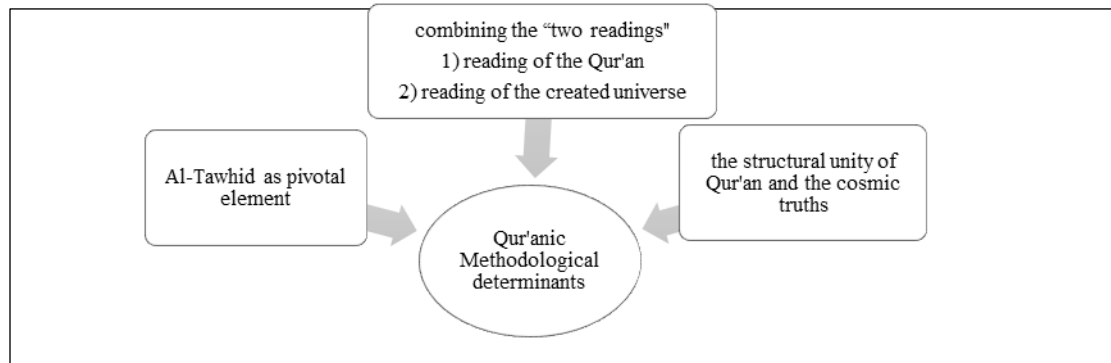 combining the “two readings"
1) reading of the Qur'an
2) reading of the created universe
Al-Tawhid as pivotal
element
the structural unity of
Qur'an and the cosmic
truths
Qur'anic
Methodological
determinants